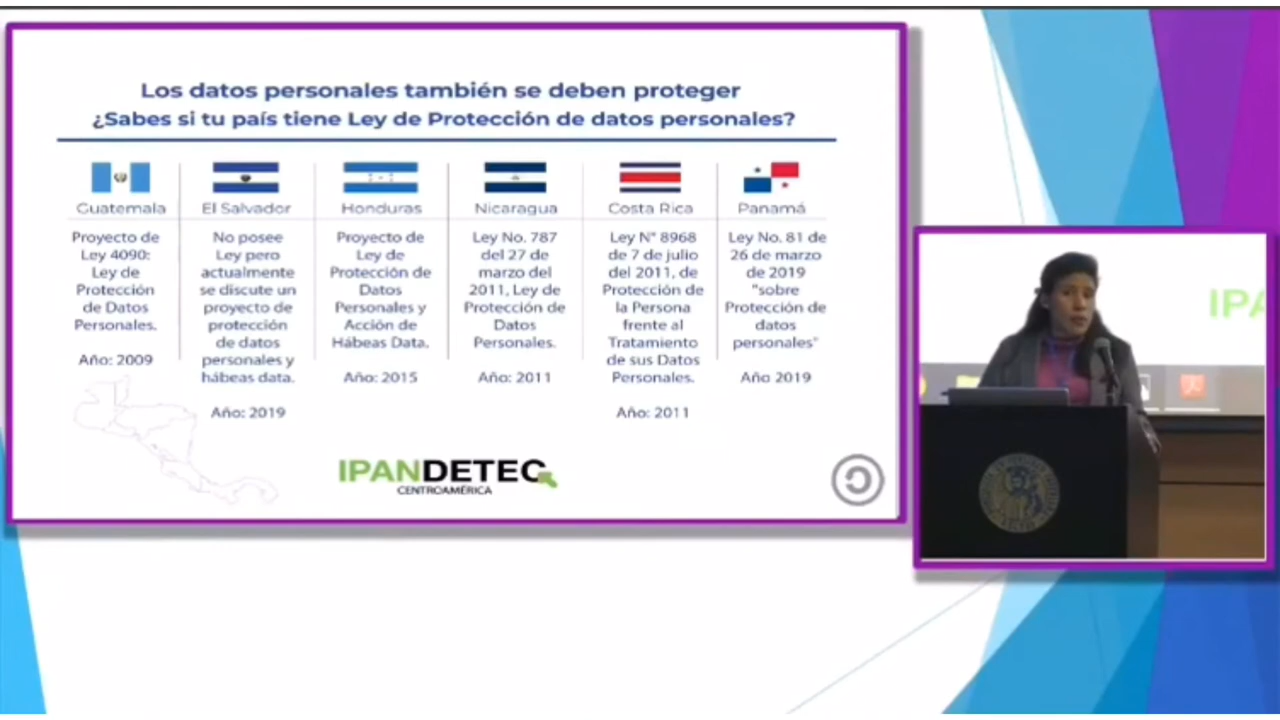 Los datos personales también se deben proteger
¿Sabes si tu país tiene Ley de Protección de datos personales?
Guatemala
Proyecto de
Ley 4090:
Ley de
Protección
de Datos
Personales.
Año: 2009
El Salvador
No posee
Ley pero
actualmente
se discute un
proyecto de
protección
de datos
personales y
hábeas data.
Año: 2019
Honduras
Proyecto de
Ley de
Protección de
Datos
Personales y
Acción de
Hábeas Data.
Año: 2015
Nicaragua
Ley No. 787
del 27 de
marzo del
2011, Ley de
Protección de
Datos
Personales.
Año: 2011
Costa Rica
Ley N° 8968
de 7 de julio
del 2011, de
Protección de
la Persona
frente al
Tratamiento
de sus Datos
Personales.
Año: 2011
Panamá
Ley No. 81 de
26 de marzo
de 2019
"sobre
Protección de
datos
personales"
Año 2019
IPANDETEC
CENTROAMÉRICA
IPA